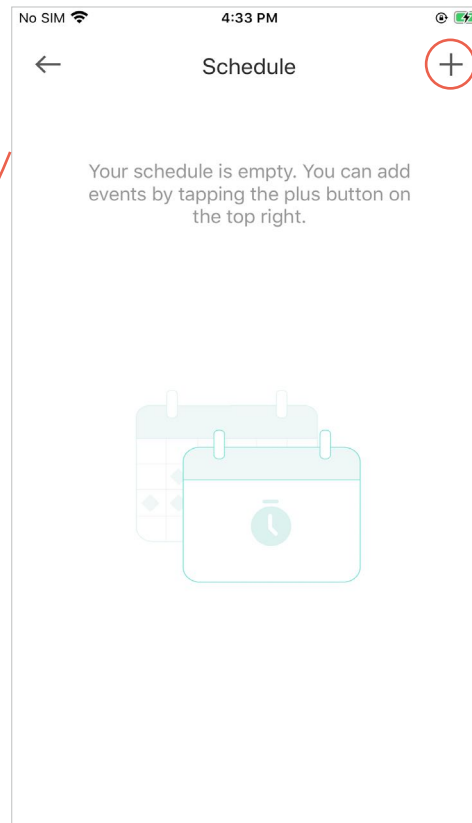 No SIM 4:33 PM
Schedule
Your schedule is empty. You can add
events by tapping the plus button on
the top right.